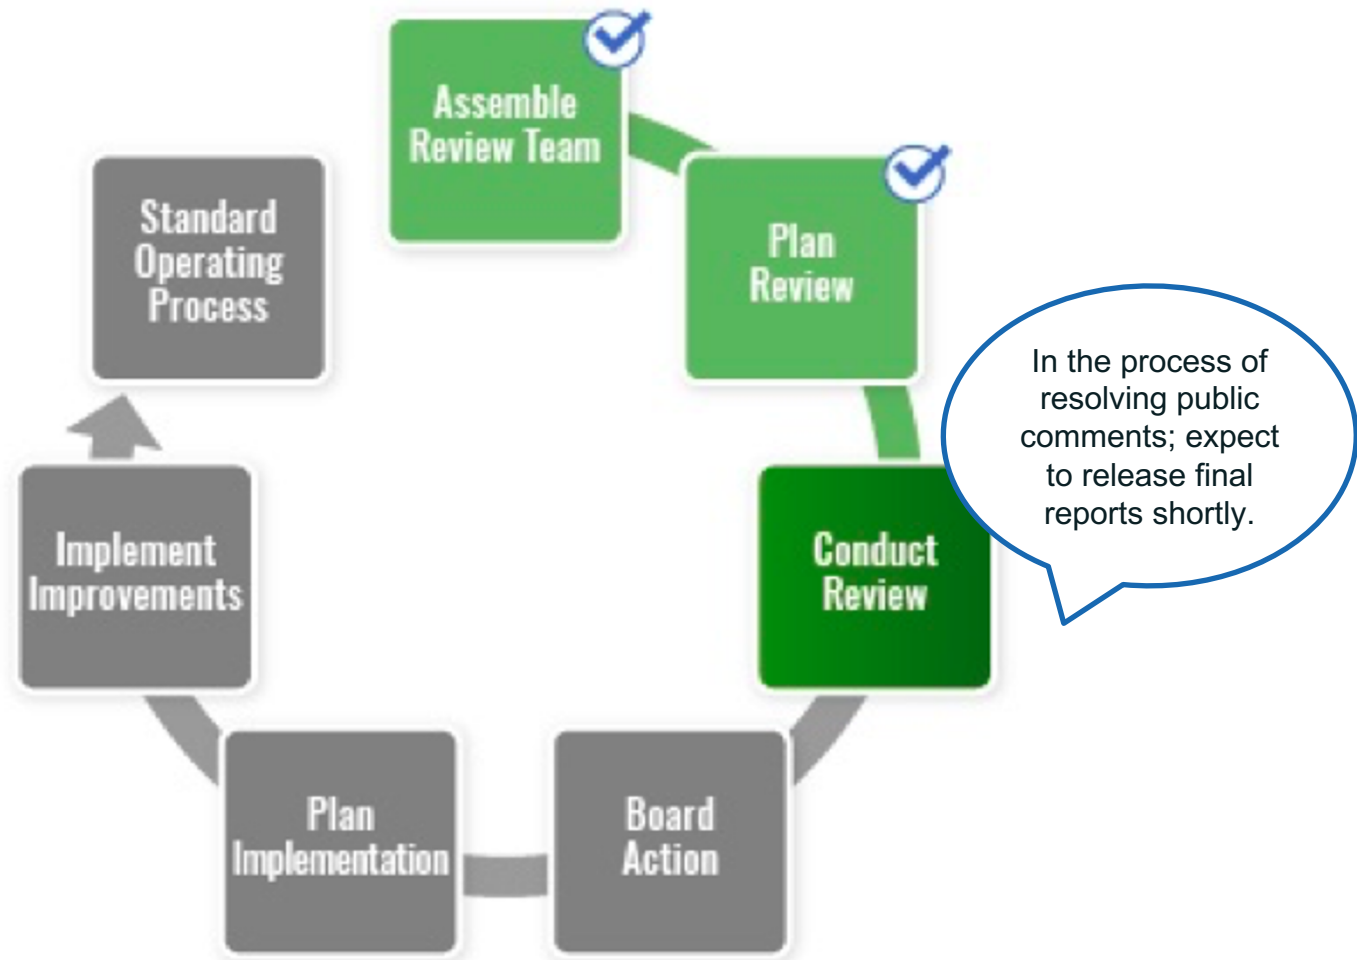 Assemble
Review Team
Plan
Review
In the process of
resolving public
comments; expect
to release final
reports shortly.
Conduct
Review
Board
Action
Plan
Implementation
Implement
Improvements
Standard
Operating
Process